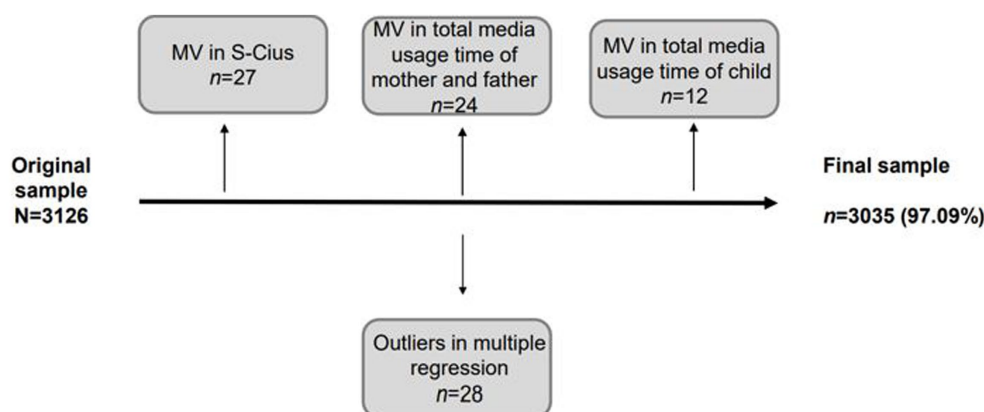 MV in S-Cius
n=27
MV in total media
usage time of
mother and father
n=24
MV in total media
usage time of child
n=12
Original
sample
N=3126
Final sample
n=3035 (97.09%)
Outliers in multiple
regression
n=28